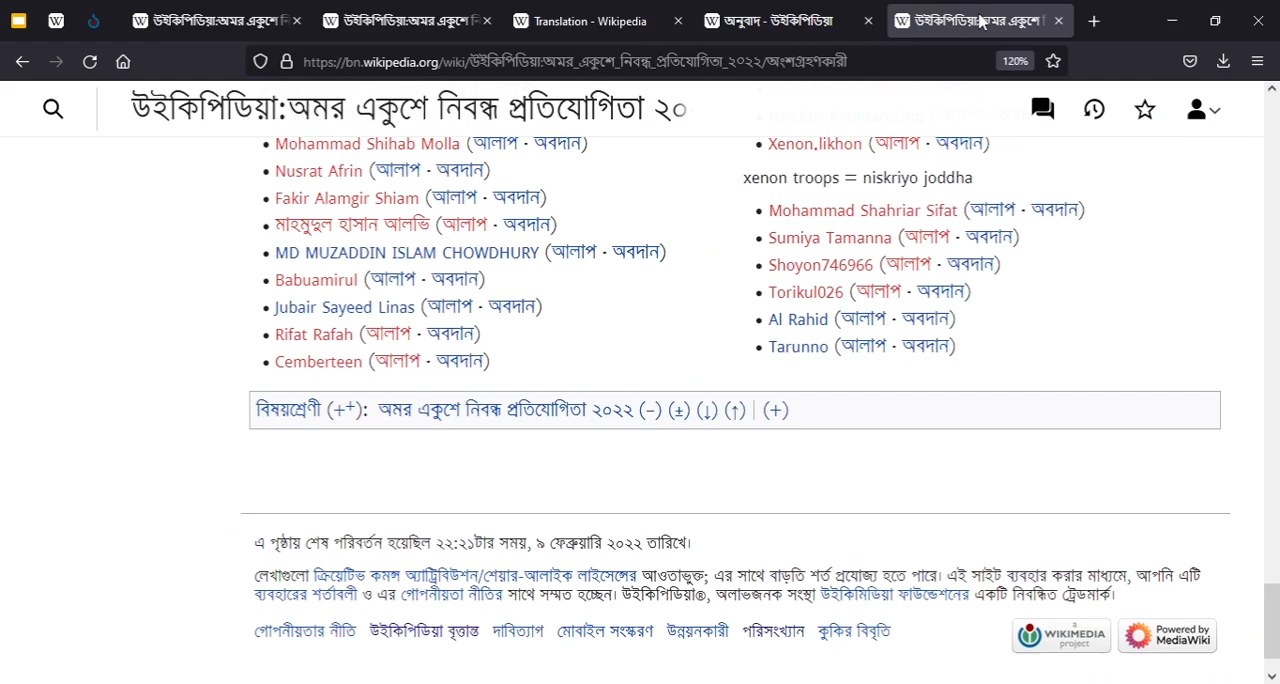 উইকিপিডিয়া:অমর একুশে নি
উইকিপিডিয়া:অমর একুশে নি
Translation - Wikipedia
অনুবাদ - উইকিপিডিয়া
উইকিপিডিয়া:অমর একুশে f
https://bn.wikipedia.org/wiki/উইকিপিডিয়া:অমর_একুশে_নিবন্ধ_প্রতিযোগিতা_২০২২/অংশগ্রহণকারী
120%
উইকিপিডিয়া:অমর একুশে নিবন্ধ প্রতিযোগিতা ২০
Mohammad Shihab Molla (আলাপ · অবদান)
Nusrat Afrin (আলাপ · অবদান)
Fakir Alamgir Shiam (আলাপ · অবদান)
মাহমুদুল হাসান আলভি (আলাপ · অবদান)
MD MUZADDIN ISLAM CHOWDHURY (আলাপ · অবদান)
Babuamirul (আলাপ · অবদান)
Jubair Sayeed Linas (আলাপ · অবদান)
Rifat Rafah (আলাপ · অবদান)
Cemberteen (আলাপ · অবদান)
Xenon.likhon (আলাপ · অবদান)
xenon troops = niskriyo joddha
Mohammad Shahriar Sifat (আলাপ · অবদান)
Sumiya Tamanna (আলাপ · অবদান)
Shoyon746966 (আলাপ · অবদান)
Torikul026 (আলাপ · অবদান)
Al Rahid (আলাপ · অবদান)
Tarunno (আলাপ · অবদান)
বিষয়শ্রেণী (++): অমর একুশে নিবন্ধ প্রতিযোগিতা ২০২২ (−) (±) (↓) (↑) | (+)
এ পৃষ্ঠায় শেষ পরিবর্তন হয়েছিল ২২:২১টার সময়, ৯ ফেব্রুয়ারি ২০২২ তারিখে।
লেখাগুলো ক্রিয়েটিভ কমন্স অ্যাট্রিবিউশন/শেয়ার-আলাইক লাইসেন্সের আওতাভুক্ত; এর সাথে বাড়তি শর্ত প্রযোজ্য হতে পারে। এই সাইট ব্যবহার করার মাধ্যমে, আপনি এটি
ব্যবহারের শর্তাবলী ও এর গোপনীয়তা নীতির সাথে সম্মত হচ্ছেন। উইকিপিডিয়া®, অলাভজনক সংস্থা উইকিমিডিয়া ফাউন্ডেশনের একটি নিবন্ধিত ট্রেডমার্ক।
গোপনীয়তার নীতি উইকিপিডিয়া বৃত্তান্ত দাবিত্যাগ মোবাইল সংস্করণ উন্নয়নকারী পরিসংখ্যান কুকির বিবৃতি
a WIKIMEDIA project
Powered by MediaWiki